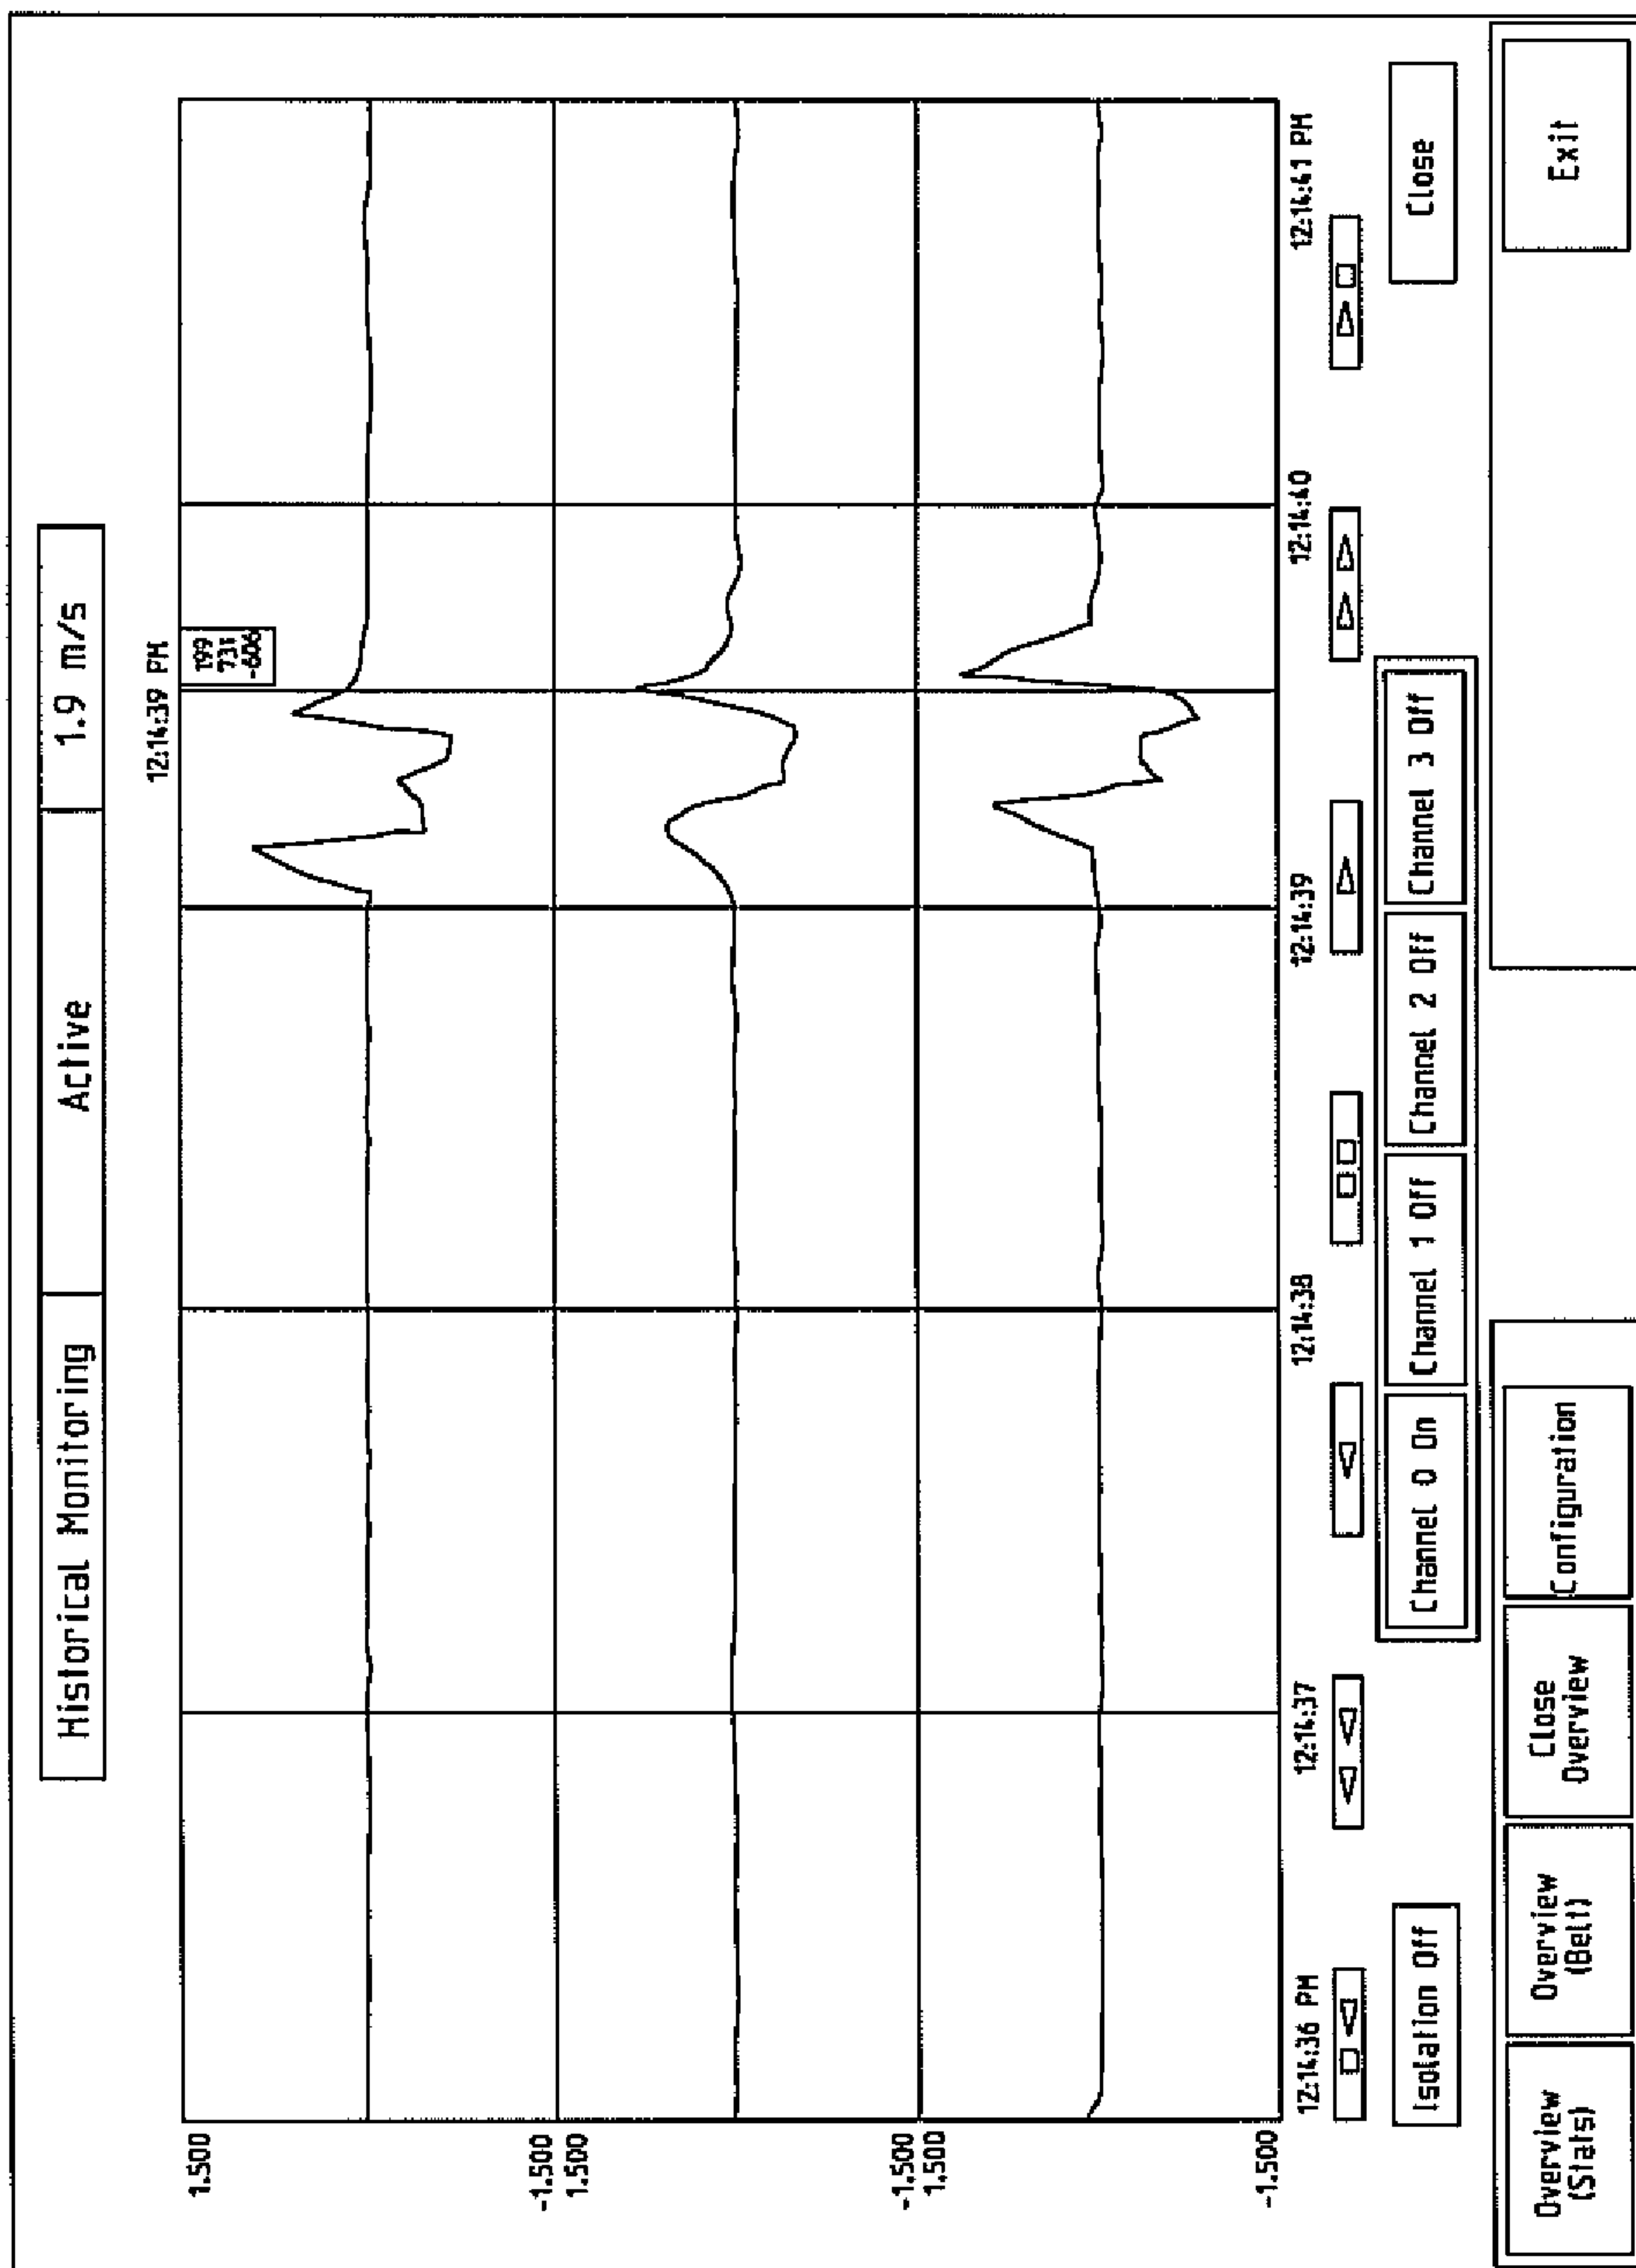 Historical Monitoring
Active
1.9 m/s
12:14:39 PM
199
731
-606
1.500
-1.500
1.500
-1.500
1.500
-1.500
12:14:36 PM
12:14:37
12:14:38
12:14:39
12:14:40
12:14:41 PM
Isolation Off
Channel 0 On
Channel 1 Off
Channel 2 Off
Channel 3 Off
Close
Overview
(Stats)
Overview
(Belt)
Close
Overview
Configuration
Exit